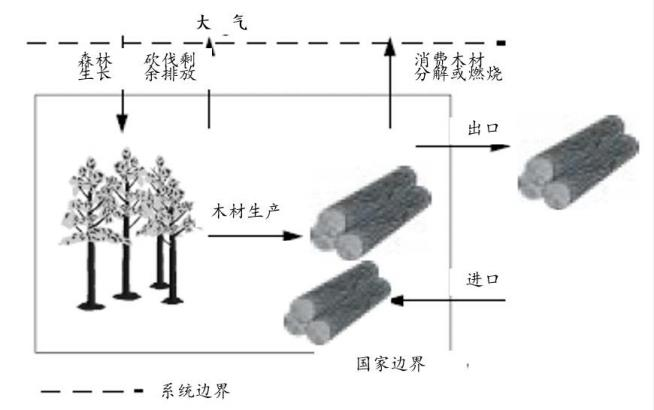 大 气
森林
生长
砍伐剩
余排放
消费木材
分解或燃烧
出口
木材生产
进口
国家边界
系统边界